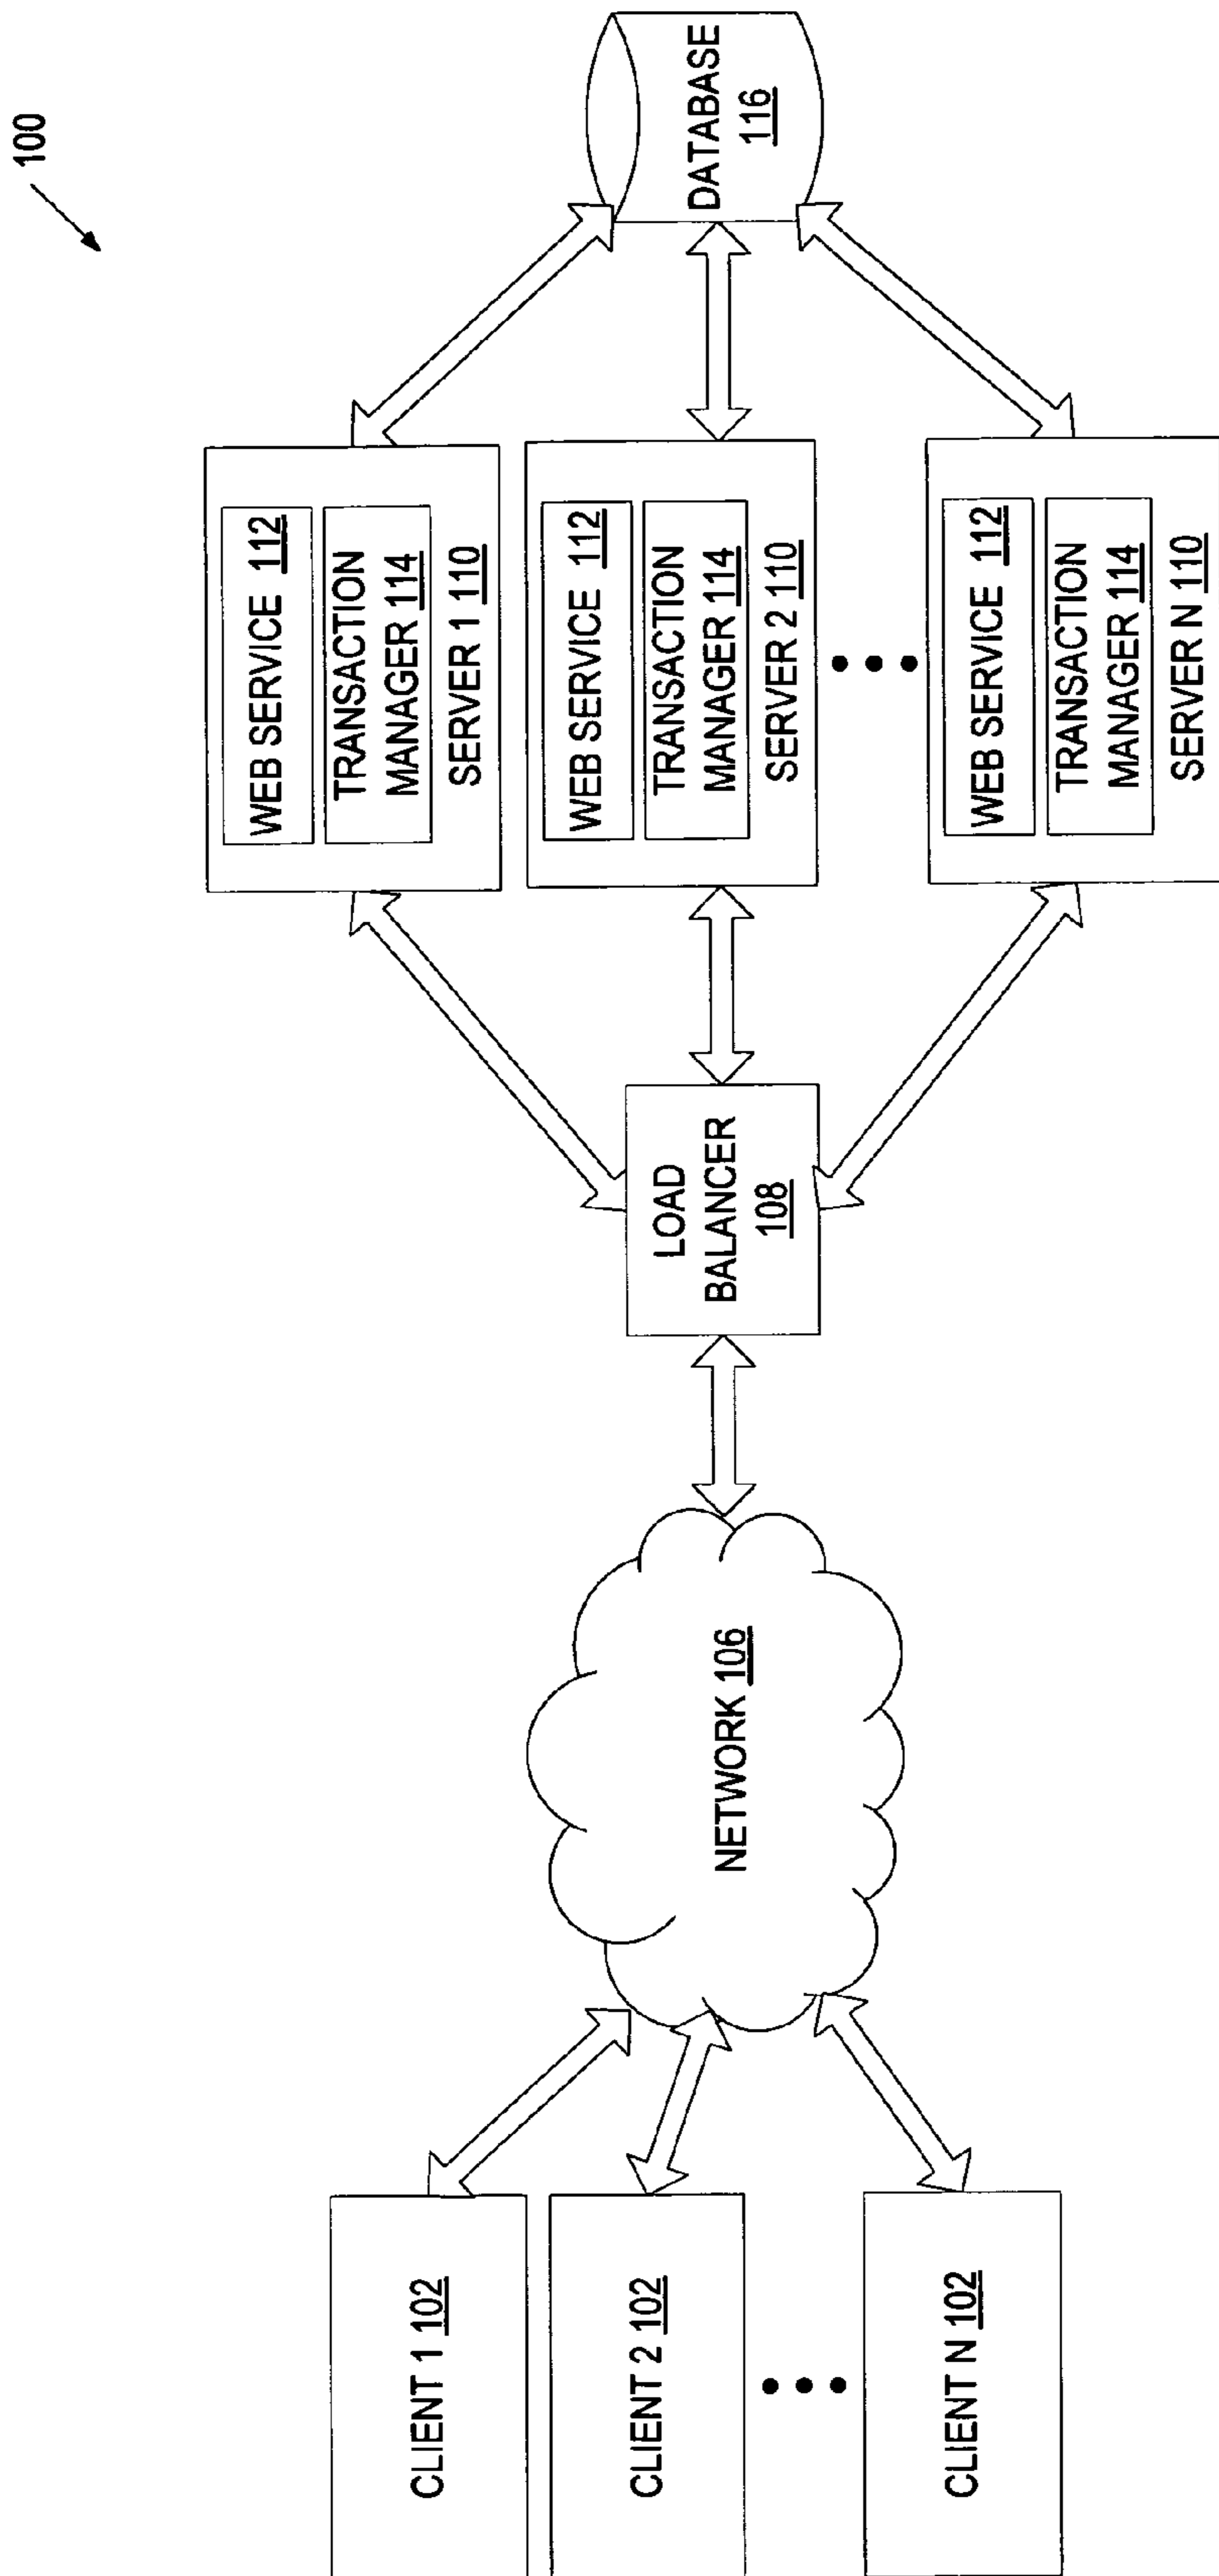 100
CLIENT 1 102
CLIENT 2 102
CLIENT N 102
NETWORK 106
LOAD
BALANCER
108
WEB SERVICE 112
TRANSACTION
MANAGER 114
SERVER 1 110
WEB SERVICE 112
TRANSACTION
MANAGER 114
SERVER 2 110
WEB SERVICE 112
TRANSACTION
MANAGER 114
SERVER N 110
DATABASE
116